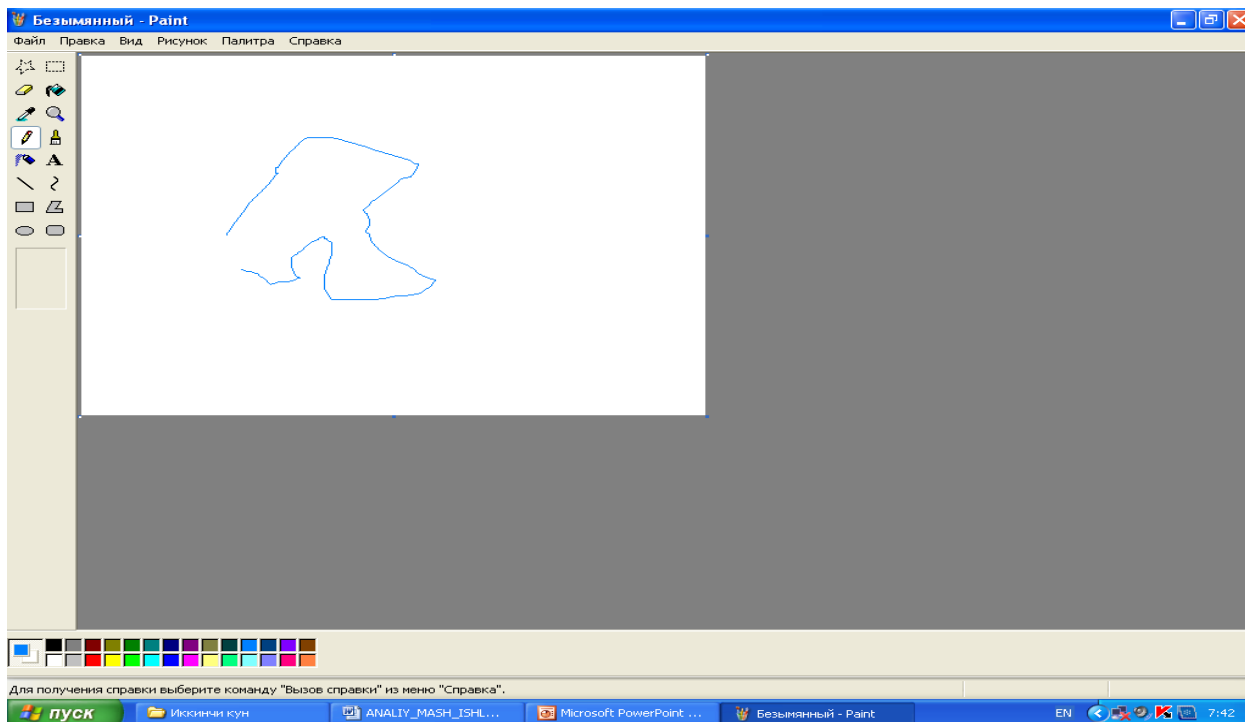 Безымянный - Paint
Файл Правка Вид Рисунок Палитра Справка
A
Для получения справки выберите команду "Вызов справки" из меню "Справка".
пуск Иккинчи кун ANALIY_MASH_ISHL... Microsoft PowerPoint ... Безымянный - Paint EN 7:42